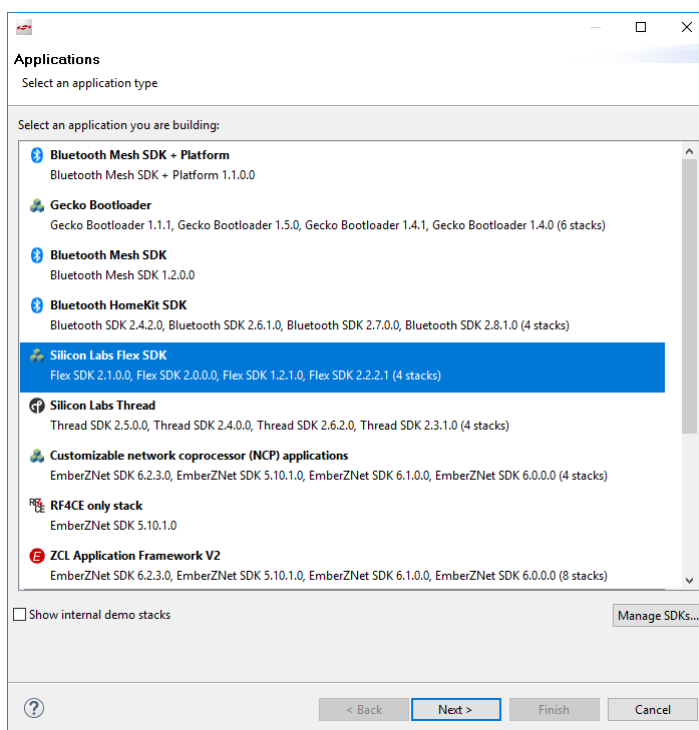 Applications
Select an application type
Select an application you are building:
Bluetooth Mesh SDK + Platform
Bluetooth Mesh SDK + Platform 1.1.0.0
Gecko Bootloader
Gecko Bootloader 1.1.1, Gecko Bootloader 1.5.0, Gecko Bootloader 1.4.1, Gecko Bootloader 1.4.0 (6 stacks)
Bluetooth Mesh SDK
Bluetooth Mesh SDK 1.2.0.0
Bluetooth HomeKit SDK
Bluetooth SDK 2.4.2.0, Bluetooth SDK 2.6.1.0, Bluetooth SDK 2.7.0.0, Bluetooth SDK 2.8.1.0 (4 stacks)
Silicon Labs Flex SDK
Flex SDK 2.1.0.0, Flex SDK 2.0.0.0, Flex SDK 1.2.1.0, Flex SDK 2.2.2.1 (4 stacks)
Silicon Labs Thread
Thread SDK 2.5.0.0, Thread SDK 2.4.0.0, Thread SDK 2.6.2.0, Thread SDK 2.3.1.0 (4 stacks)
Customizable network coprocessor (NCP) applications
EmberZNet SDK 6.2.3.0, EmberZNet SDK 5.10.1.0, EmberZNet SDK 6.1.0.0, EmberZNet SDK 6.0.0.0 (4 stacks)
RF4CE only stack
EmberZNet SDK 5.10.1.0
ZCL Application Framework V2
EmberZNet SDK 6.2.3.0, EmberZNet SDK 5.10.1.0, EmberZNet SDK 6.1.0.0, EmberZNet SDK 6.0.0.0 (8 stacks)
Show internal demo stacks
Manage SDKs...
? < Back Next > Finish Cancel